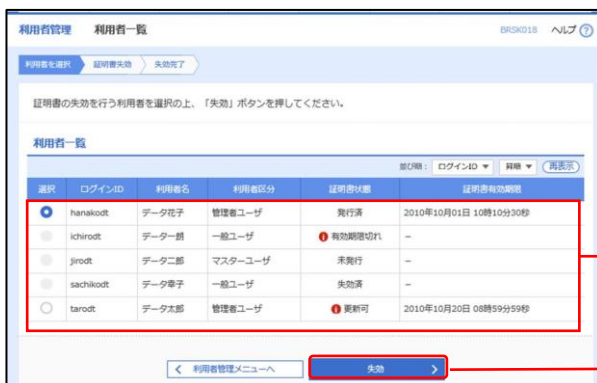 利用者管理 利用者一覧 BRSK018 ヘルプ ?
利用者を選択 証明書失効 失効完了
証明書の失効を行う利用者を選択の上、「失効」ボタンを押してください。
利用者一覧
並び順： ログインID ▼ 昇順 ▼ 再表示
選択 ログインID 利用者名 利用者区分 証明書状態 証明書有効期限
hanakodt データ花子 管理者ユーザ 発行済 2010年10月01日 10時10分30秒
ichirodt データ一朗 一般ユーザ 有効期限切れ －
jirodt データ二郎 マスターユーザ 未発行 －
sachikodt データ幸子 一般ユーザ 失効済 －
tarodt データ太郎 管理者ユーザ 更新可 2010年10月20日 08時59分59秒
利用者管理メニューへ 失効